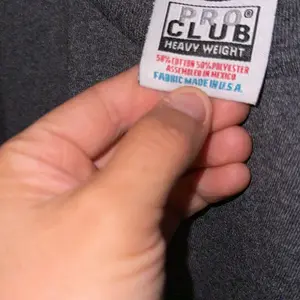 PRO
CLUB
HEAVY WEIGHT
50% COTTON 50% POLYESTER
ASSEMBLED IN MEXICO
FABRIC MADE IN U.S.A.